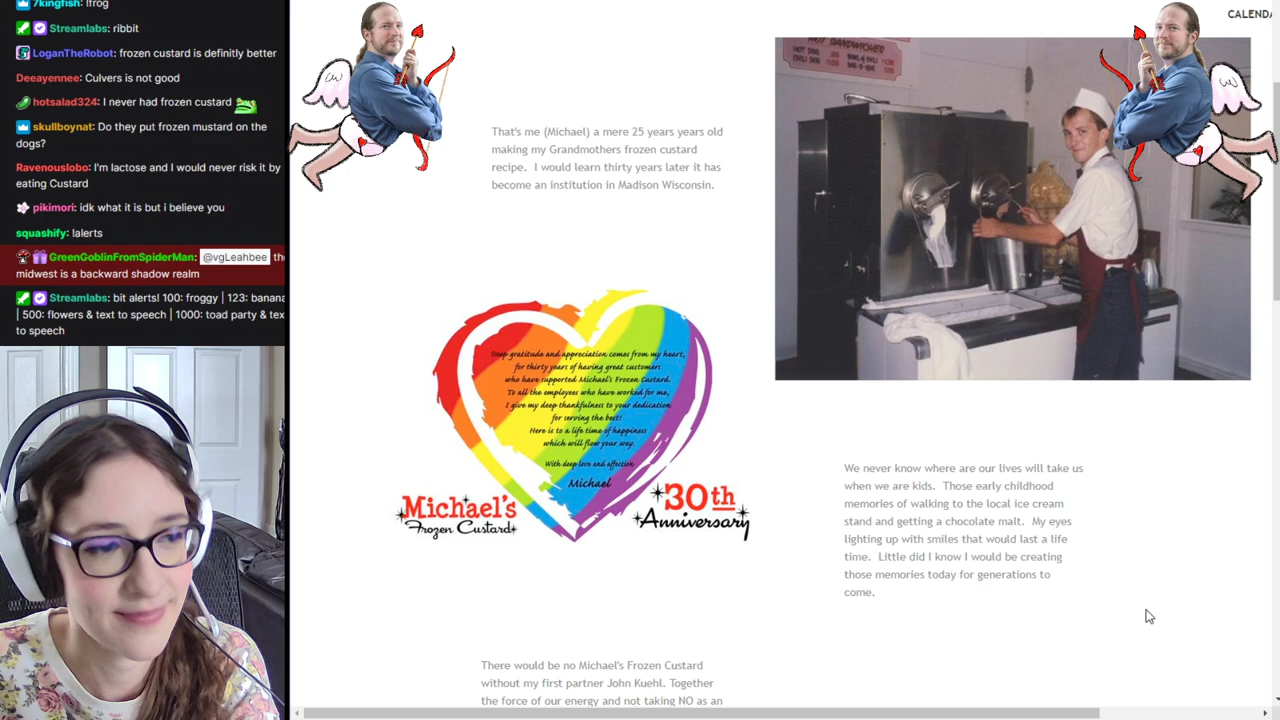 7kingfish: !frog
Streamlabs: ribbit
LoganTheRobot: frozen custard is definitly better
Deeayennee: Culvers is not good
hotsalad324: I never had frozen custard
skullboynat: Do they put frozen mustard on the
dogs?
Ravenouslobo: I'm lactose and I would never risk it by
eating Custard
pikimori: idk what it is but i believe you
squashify: !alerts
GreenGoblinFromSpiderMan: @vgLeahbee the
midwest is a backward shadow realm
Streamlabs: bit alerts! 100: froggy | 123: banana
| 500: flowers & text to speech | 1000: toad party & tex
to speech
CALENDA
That's me (Michael) a mere 25 years years old
making my Grandmothers frozen custard
recipe. I would learn thirty years later it has
become an institution in Madison Wisconsin.
HOT SANDWICHES
HOT DOG
CHILI DOG
BAR-B-QUE
Deep gratitude and appreciation comes from my heart,
for thirty years of having great customers
who have supported Michael's Frozen Custard.
To all the employees who have worked for me,
I give my deep thankfulness to your dedication
for serving the best!
Here is to a life time of happiness
which will flow your way.
With deep love and affection
Michael
Michael's
Frozen Custard
30th
Anniversary
We never know where are our lives will take us
when we are kids. Those early childhood
memories of walking to the local ice cream
stand and getting a chocolate malt. My eyes
lighting up with smiles that would last a life
time. Little did I know I would be creating
those memories today for generations to
come.
There would be no Michael's Frozen Custard
without my first partner John Kuehl. Together
the force of our energy and not taking NO as an